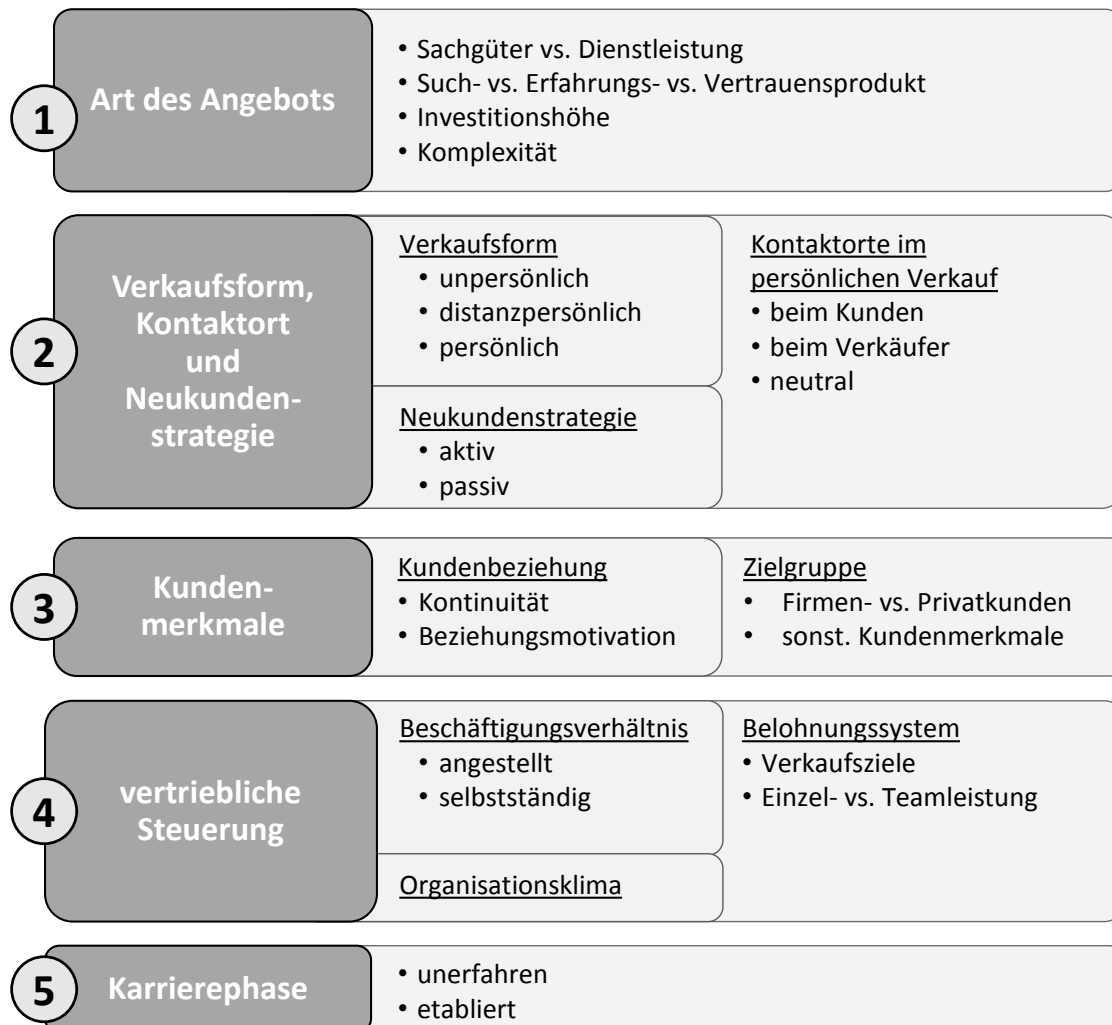 1
Art des Angebots
• Sachgüter vs. Dienstleistung
• Such- vs. Erfahrungs- vs. Vertrauensprodukt
• Investitionshöhe
• Komplexität
2
Verkaufsform,
Kontaktort
und
Neukunden-
strategie
Verkaufsform
• unpersönlich
• distanzpersönlich
• persönlich
Neukundenstrategie
• aktiv
• passiv
Kontaktorte im
persönlichen Verkauf
• beim Kunden
• beim Verkäufer
• neutral
3
Kunden-
merkmale
Kundenbeziehung
• Kontinuität
• Beziehungsmotivation
Zielgruppe
• Firmen- vs. Privatkunden
• sonst. Kundenmerkmale
4
vertriebliche
Steuerung
Beschäftigungsverhältnis
• angestellt
• selbstständig
Organisationsklima
Belohnungssystem
• Verkaufsziele
• Einzel- vs. Teamleistung
5
Karrierephase
• unerfahren
• etabliert